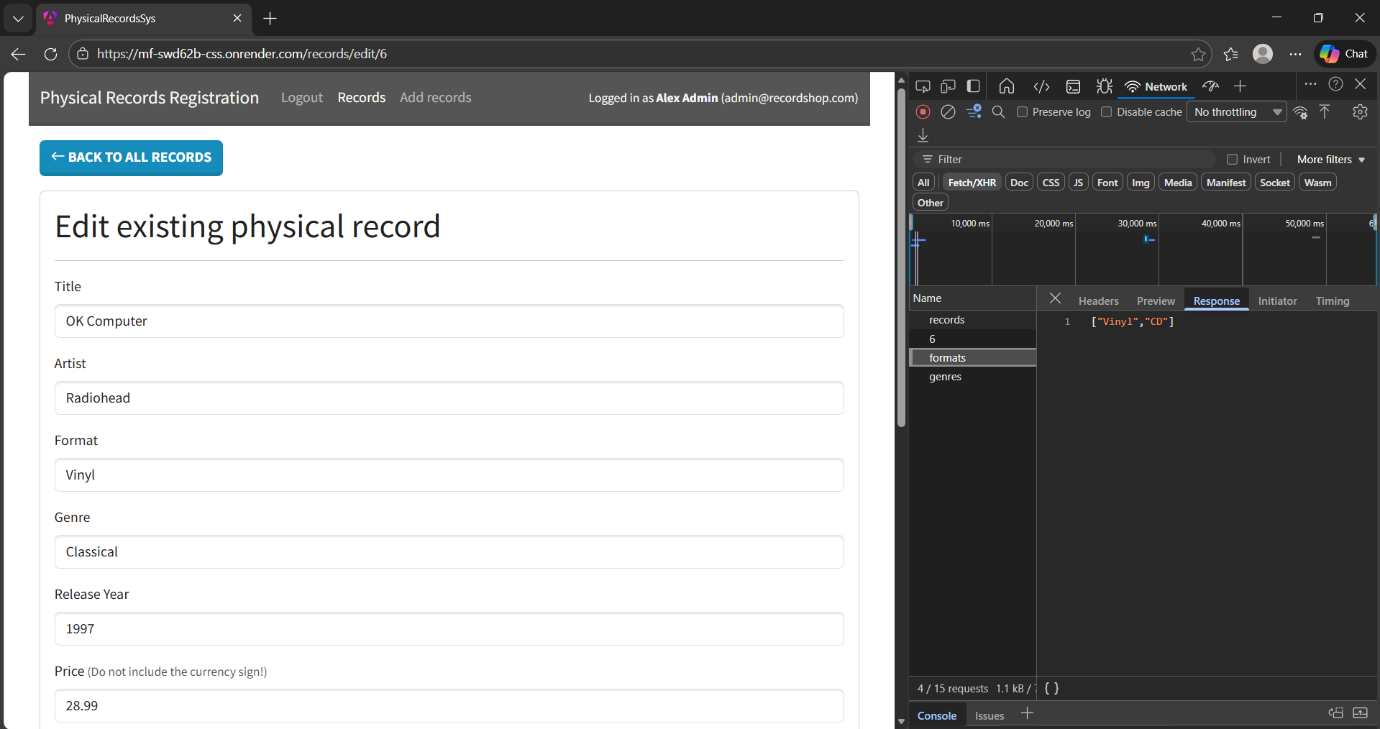 PhysicalRecordsSys
https://mf-swd62b-css.onrender.com/records/edit/6
Chat
Physical Records Registration Logout Records Add records Logged in as Alex Admin (admin@recordshop.com)
← BACK TO ALL RECORDS
Edit existing physical record
Title
OK Computer
Artist
Radiohead
Format
Vinyl
Genre
Classical
Release Year
1997
Price (Do not include the currency sign!)
28.99
Network
Preserve log Disable cache No throttling
Filter Invert More filters
All Fetch/XHR Doc CSS JS Font Img Media Manifest Socket Wasm
Other
10,000 ms 20,000 ms 30,000 ms 40,000 ms 50,000 ms 6
Name Headers Preview Response Initiator Timing
records
6
formats
genres
1 ["Vinyl","CD"]
4 / 15 requests 1.1 kB / { }
Console Issues